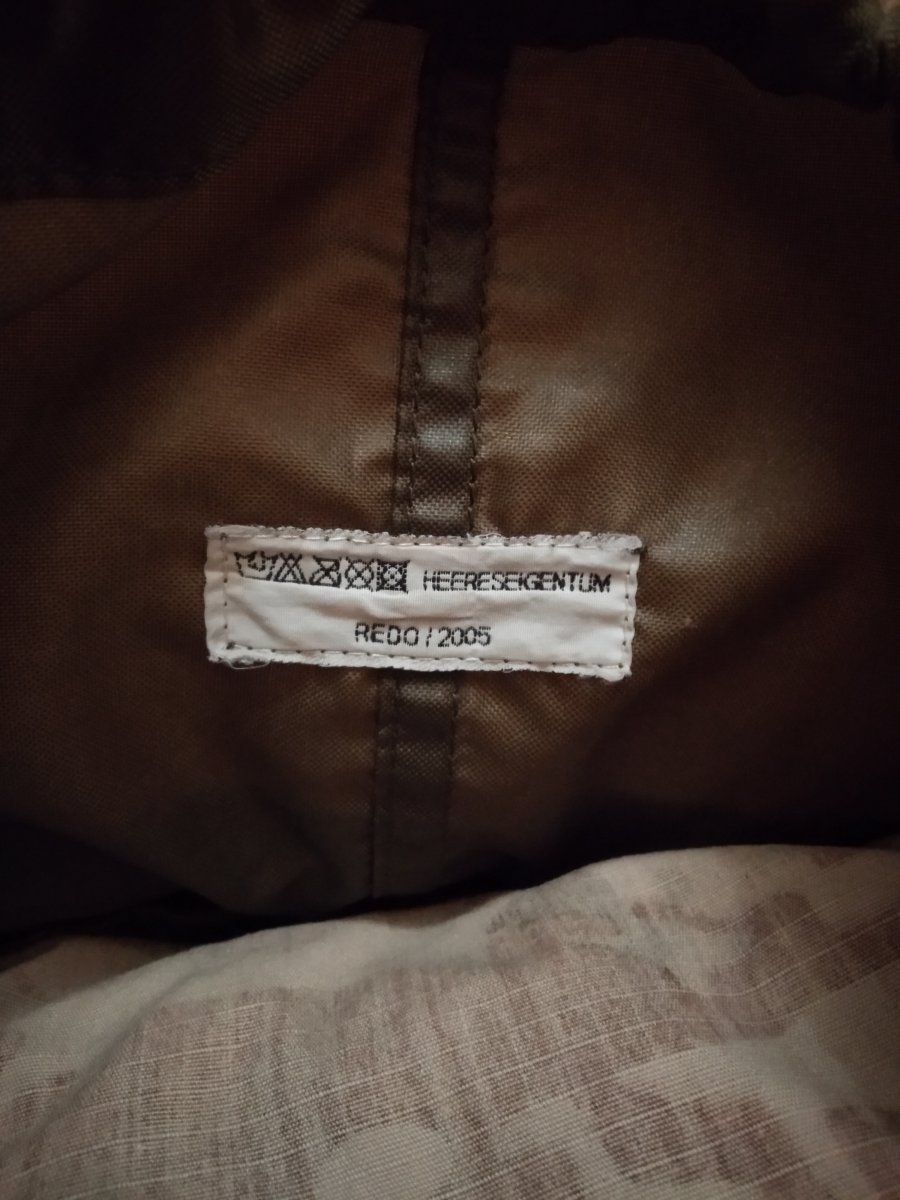 HEERESEIGENTUM
REDO / 2005